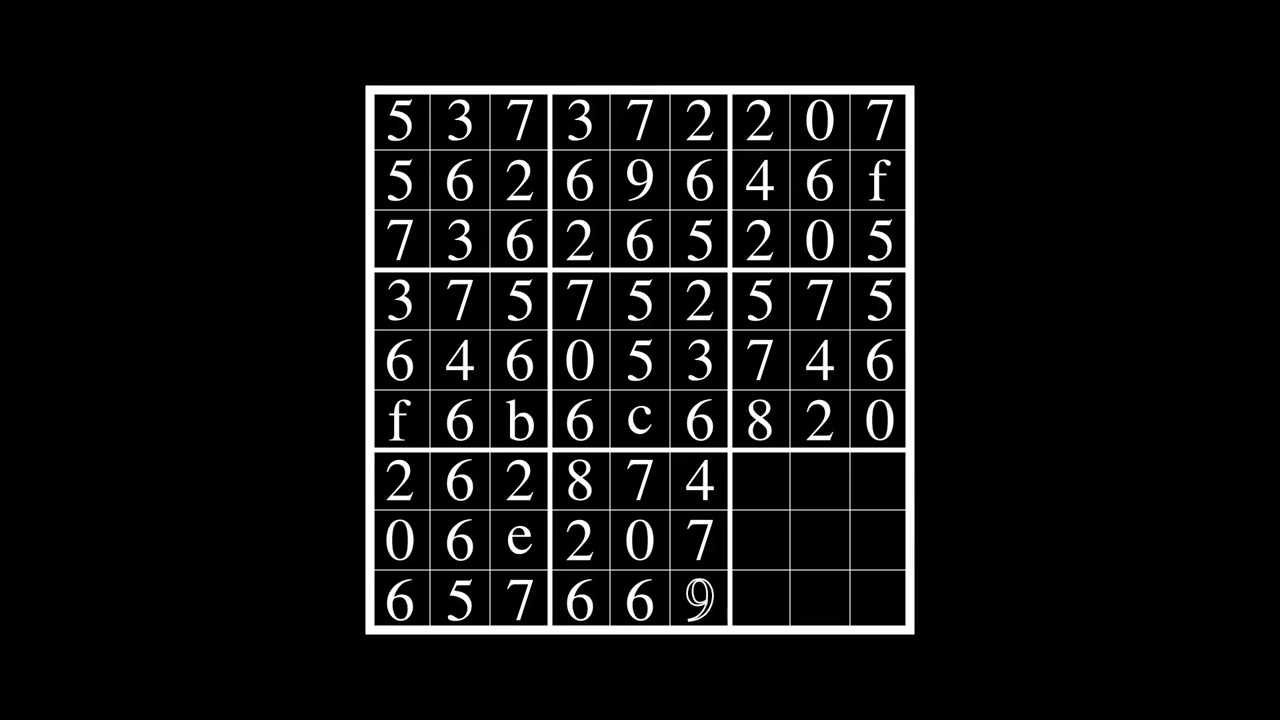 5 3 7 3 7 2 2 0 7
5 6 2 6 9 6 4 6 f
7 3 6 2 6 5 2 0 5
3 7 5 7 5 2 5 7 5
6 4 6 0 5 3 7 4 6
f 6 b 6 c 6 8 2 0
2 6 2 8 7 4
0 6 e 2 0 7
6 5 7 6 6 9